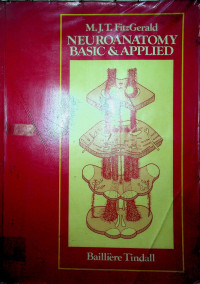 M.J.T. FitzGerald
NEUROANATOMY
BASIC & APPLIED
Baillière Tindall